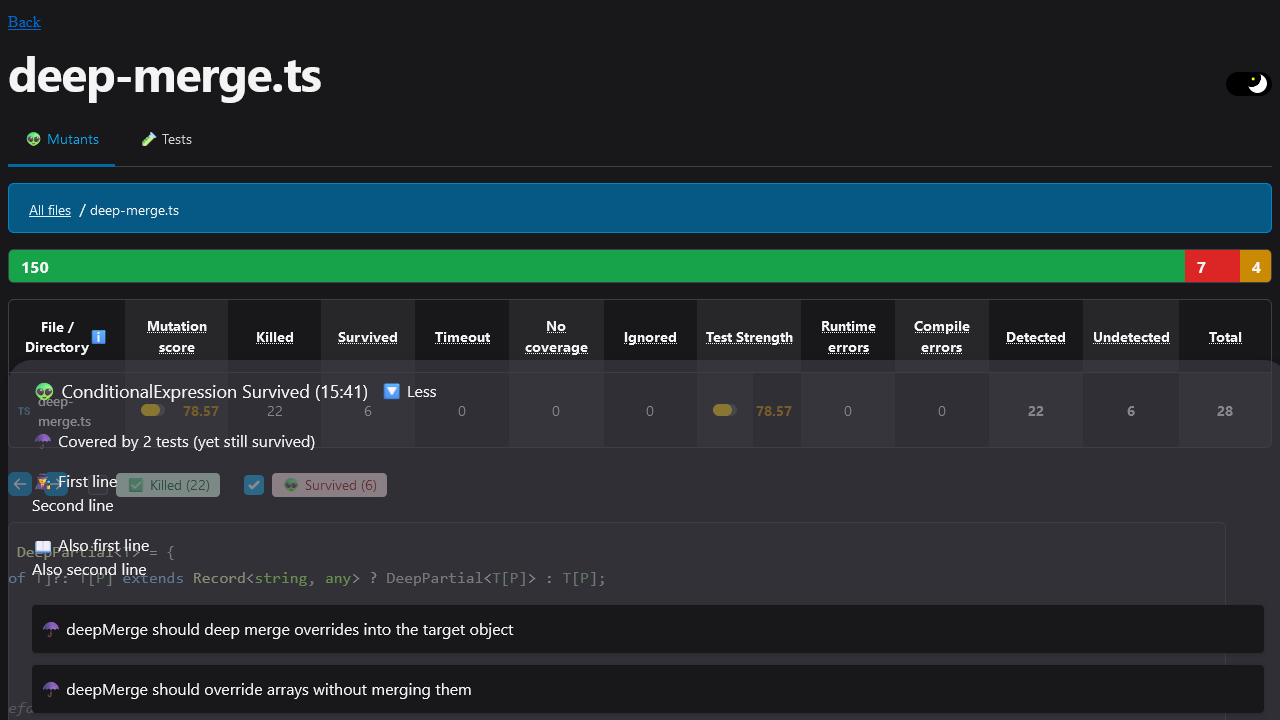 Back
deep-merge.ts
Mutants
Tests
All files / deep-merge.ts
150 7 4
File / Directory Mutation score Killed Survived Timeout No coverage Ignored Test Strength Runtime errors Compile errors Detected Undetected Total
ConditionalExpression Survived (15:41) Less
TS deep-merge.ts 78.57 22 6 0 0 0 78.57 0 0 22 6 28
Covered by 2 tests (yet still survived)
First line
Killed (22) Survived (6)
Second line
Also first line
DeepPartial<T> = {
Also second line
of T]?: T[P] extends Record<string, any> ? DeepPartial<T[P]> : T[P];
deepMerge should deep merge overrides into the target object
deepMerge should override arrays without merging them